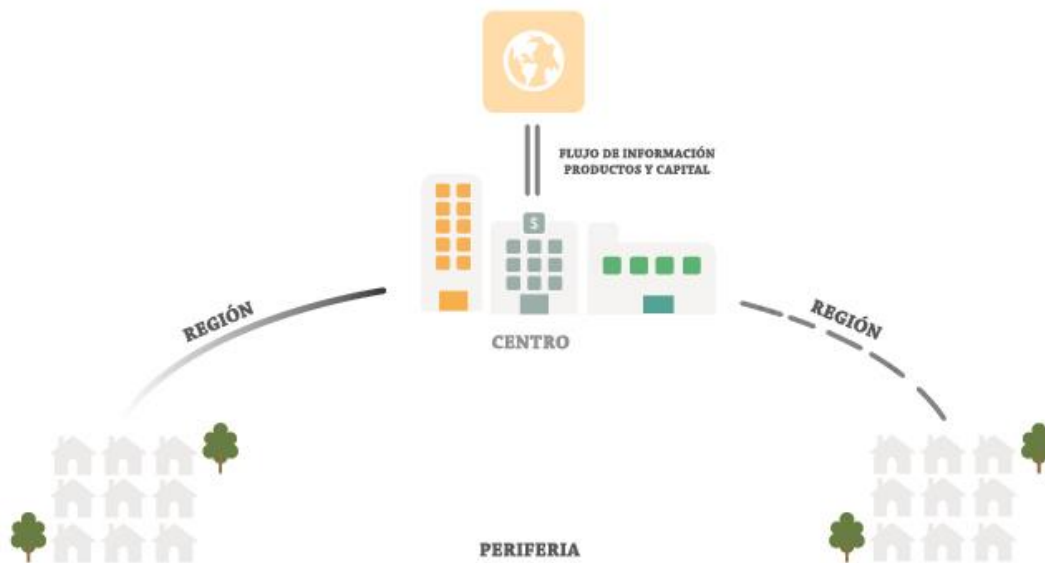 FLUJO DE INFORMACIÓN
PRODUCTOS Y CAPITAL
S
REGIÓN
REGIÓN
CENTRO
PERIFERIA